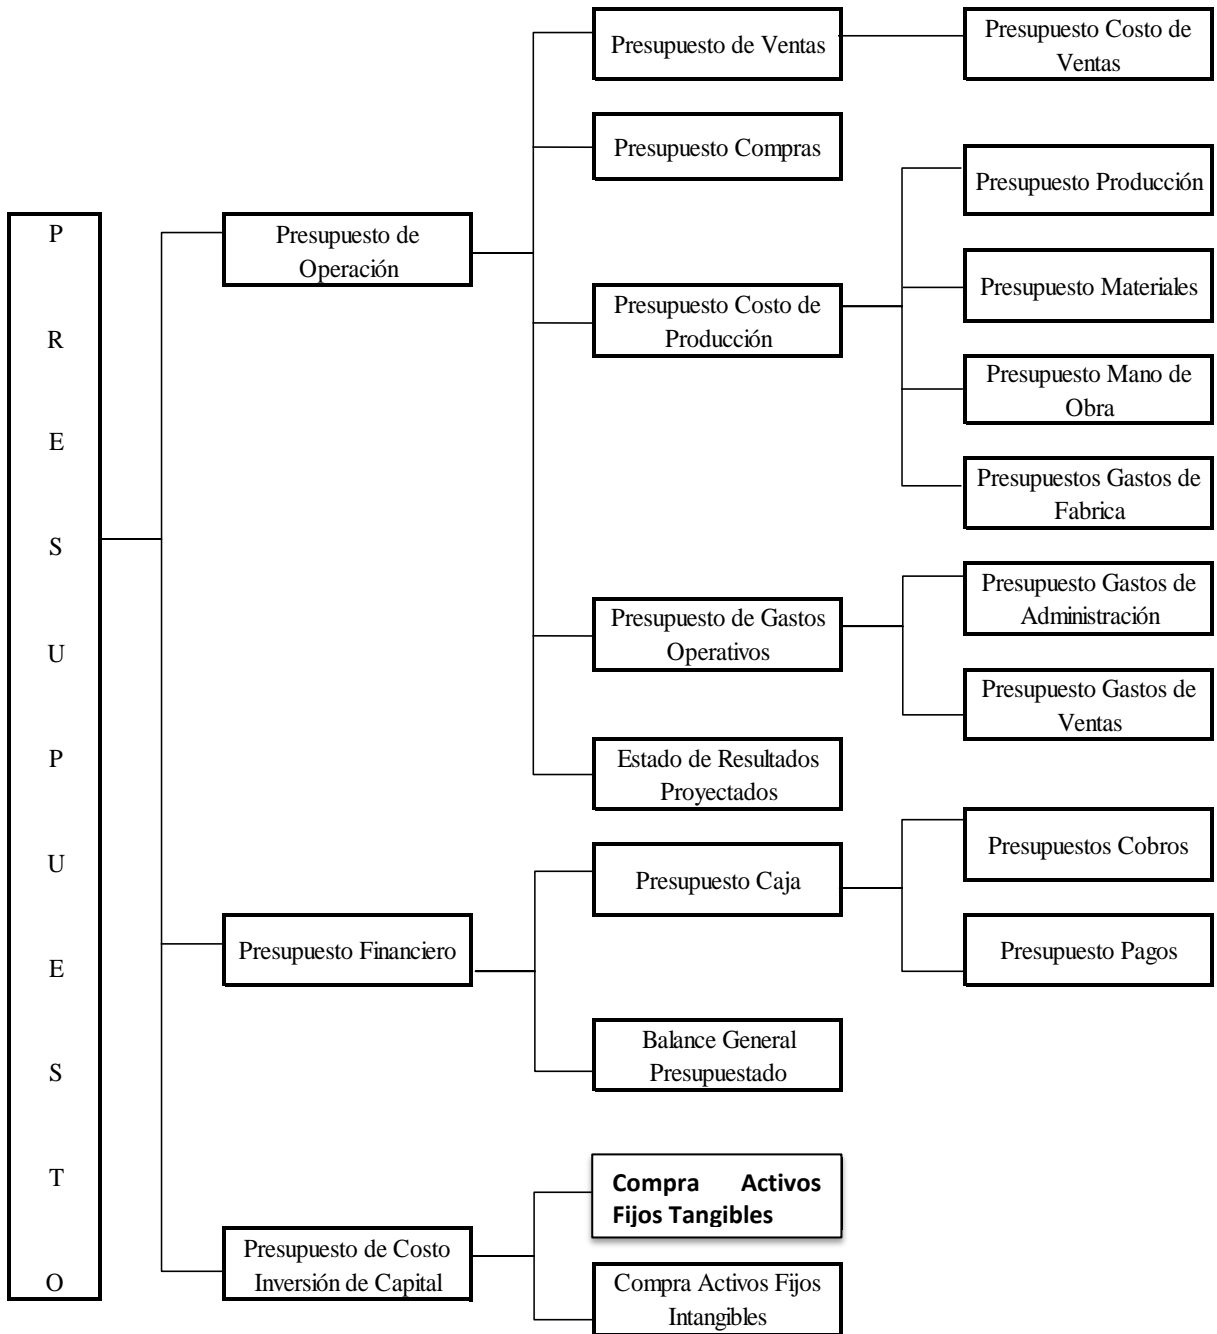 PRESUPUESTO
Presupuesto de
Operación
Presupuesto de Ventas
Presupuesto Costo de
Ventas
Presupuesto Compras
Presupuesto Costo de
Producción
Presupuesto Producción
Presupuesto Materiales
Presupuesto Mano de
Obra
Presupuestos Gastos de
Fabrica
Presupuesto de Gastos
Operativos
Presupuesto Gastos de
Administración
Presupuesto Gastos de
Ventas
Estado de Resultados
Proyectados
Presupuesto Financiero
Presupuesto Caja
Presupuestos Cobros
Presupuesto Pagos
Balance General
Presupuestado
Presupuesto de Costo
Inversión de Capital
Compra Activos
Fijos Tangibles
Compra Activos Fijos
Intangibles